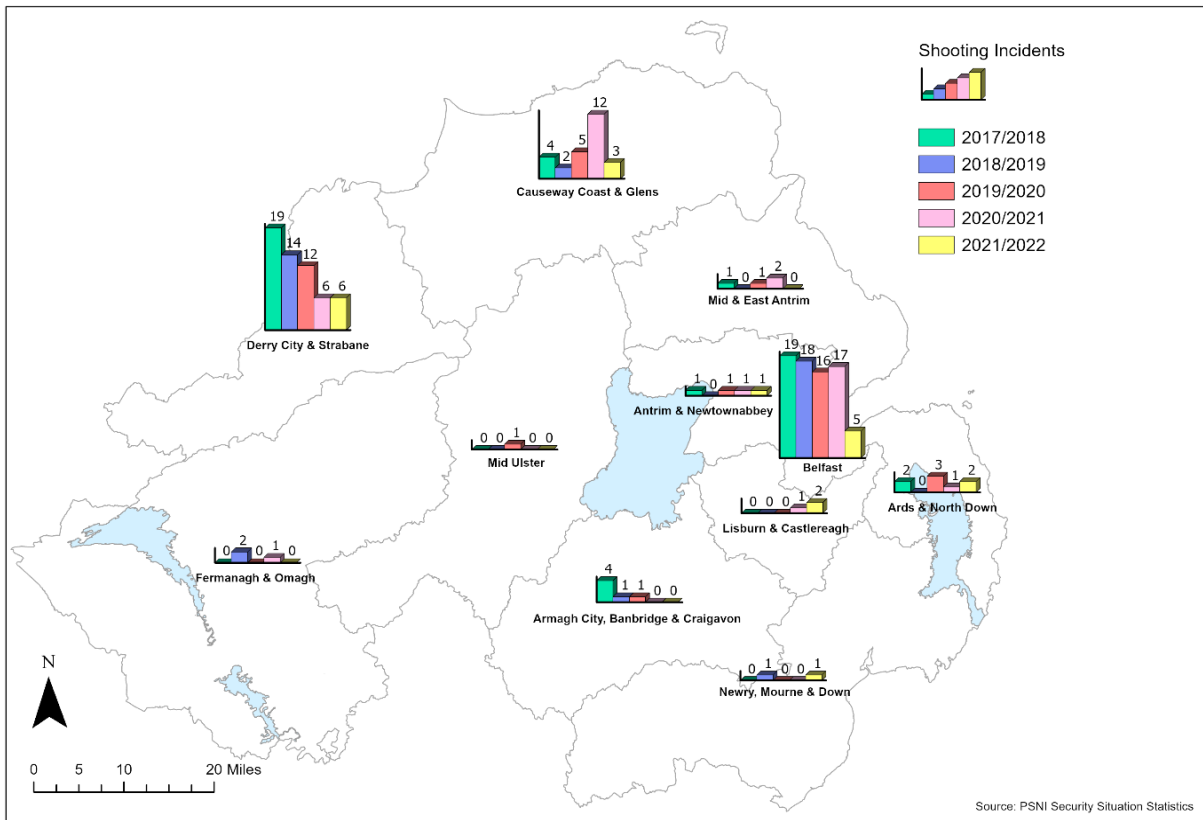 Shooting Incidents
2017/2018
2018/2019
2019/2020
2020/2021
2021/2022
4 2 5 12 3
Causeway Coast & Glens
19 14 12 6 6
Derry City & Strabane
1 0 1 2 0
Mid & East Antrim
19 18 16 17 5
Belfast
1 0 1 1 1
Antrim & Newtownabbey
0 0 1 0 0
Mid Ulster
2 0 3 1 2
Ards & North Down
0 0 0 1 2
Lisburn & Castlereagh
0 2 0 1 0
Fermanagh & Omagh
4 1 1 0 0
Armagh City, Banbridge & Craigavon
0 1 0 0 1
Newry, Mourne & Down
N
0 5 10 20 Miles
Source: PSNI Security Situation Statistics